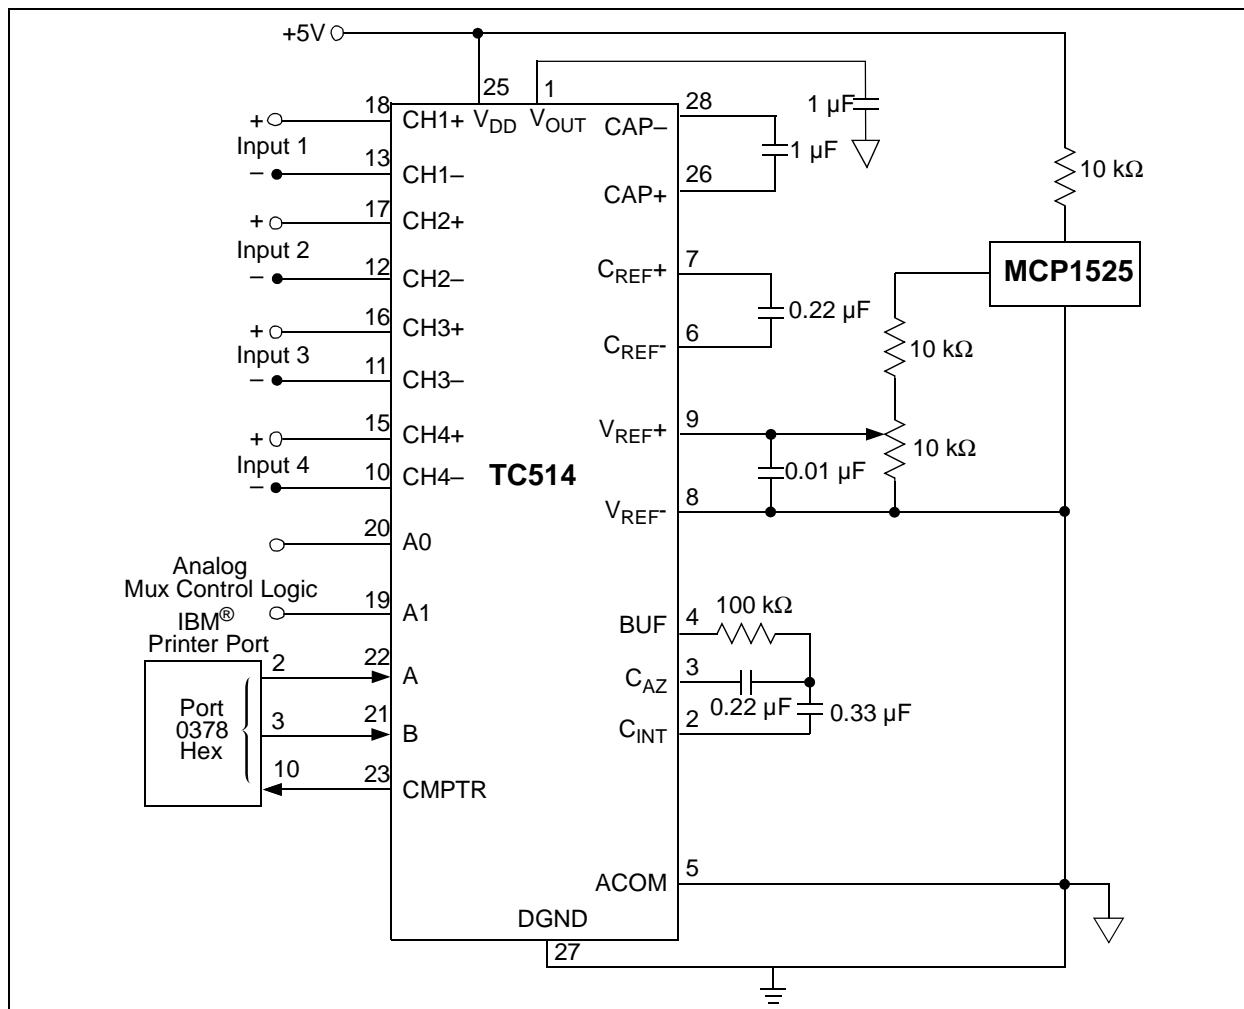 +5V
25
1
18
CH1+
VDD
VOUT
CAP–
28
1 µF
+
Input 1
–
13
CH1–
1 µF
26
CAP+
10 kΩ
17
CH2+
+
Input 2
–
12
CH2–
7
CREF+
MCP1525
0.22 µF
16
CH3+
+
Input 3
–
11
CH3–
6
CREF-
10 kΩ
15
CH4+
+
Input 4
–
10
CH4–
TC514
9
VREF+
10 kΩ
0.01 µF
8
VREF-
20
A0
Analog
Mux Control Logic
19
A1
IBM®
Printer Port
100 kΩ
BUF
4
2
22
A
3
CAZ
0.22 µF
0.33 µF
Port
0378
Hex
3
21
B
2
CINT
10
23
CMPTR
ACOM
5
DGND
27